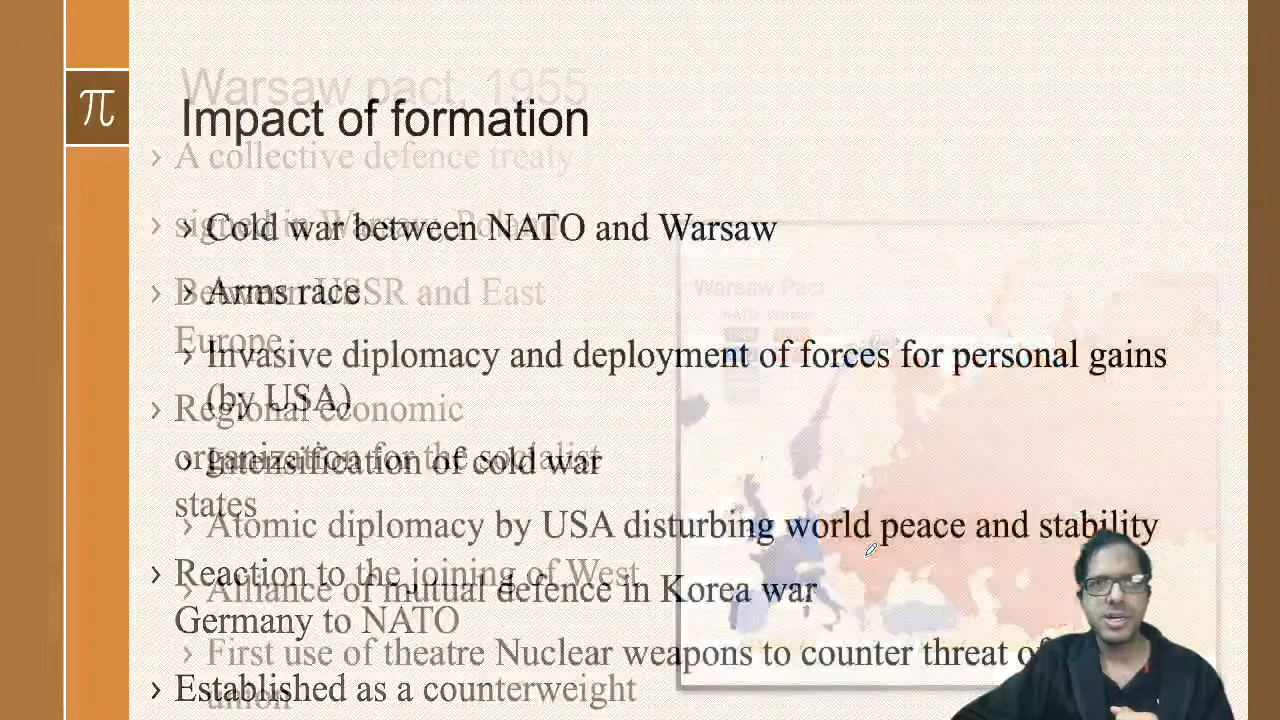 π
Warsaw pact, 1955
Impact of formation
› A collective defence treaty
› signed in Warsaw, Poland
› Between USSR and East
Europe
› Regional economic
organization for the socialist
states
› Reaction to the joining of West
Germany to NATO
› Established as a counterweight
› Cold war between NATO and Warsaw
› Arms race
› Invasive diplomacy and deployment of forces for personal gains
(by USA)
› Intensification of cold war
› Atomic diplomacy by USA disturbing world peace and stability
› Alliance of mutual defence in Korea war
› First use of theatre Nuclear weapons to counter threat of
union
Warsaw Pact
NATO